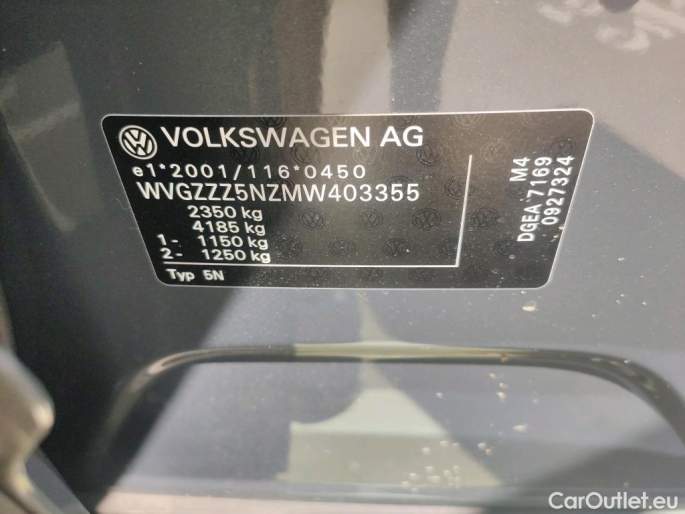 VOLKSWAGEN AG
e1*2001/116*0450
WVGZZZ5NZMW403355
2350 kg
4185 kg
1- 1150 kg
2- 1250 kg
Typ 5N
M4
DGEA 7169
0927324
CarOutlet.eu